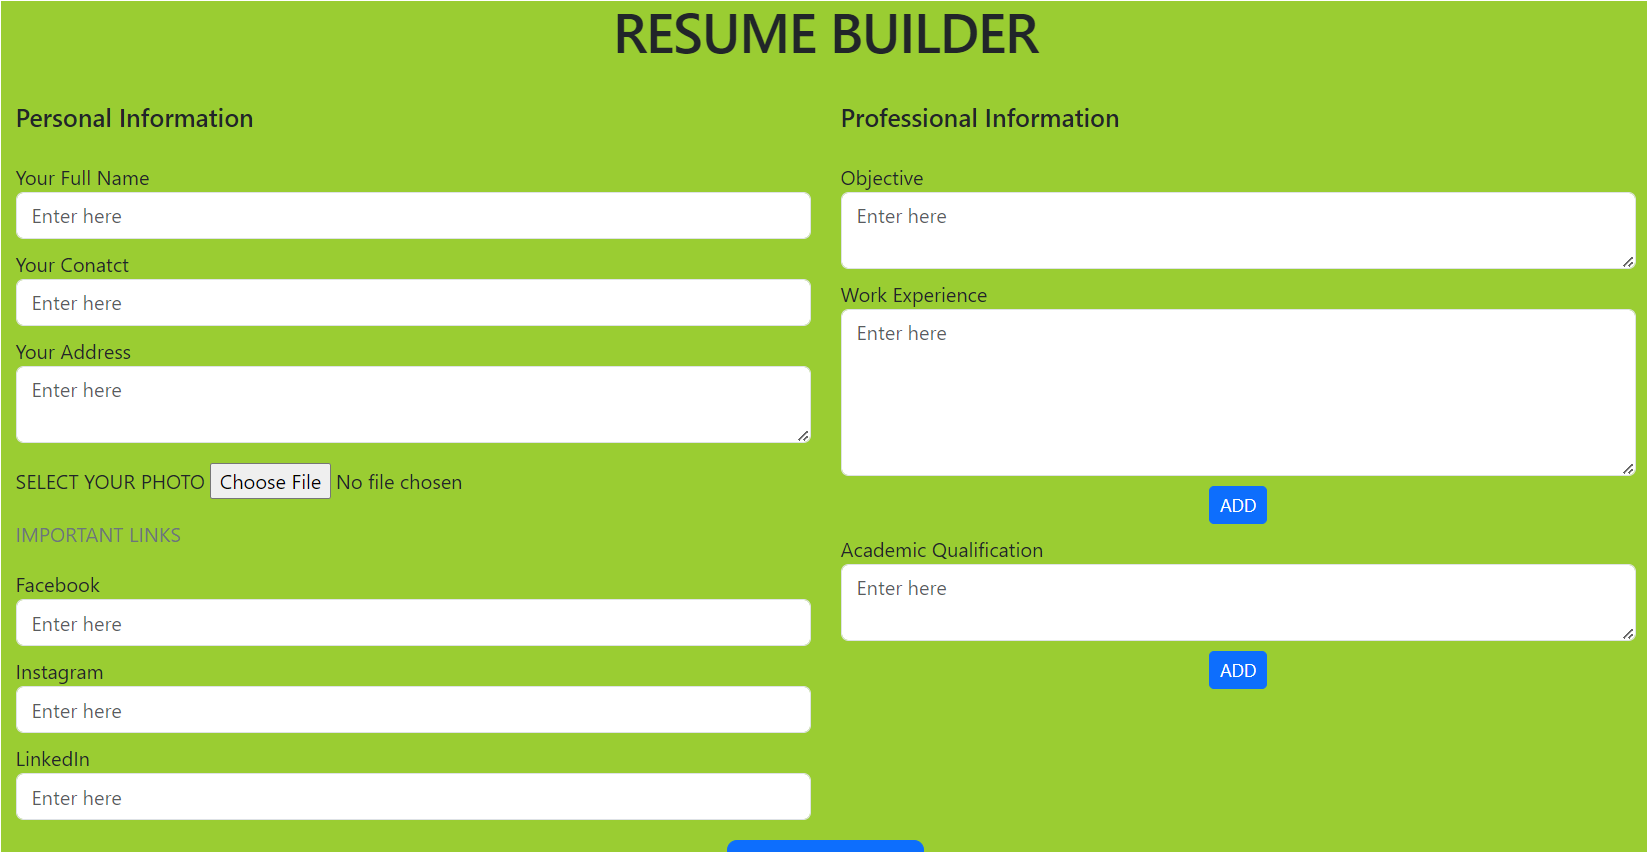 RESUME BUILDER
Personal Information
Your Full Name
Enter here
Your Conatct
Enter here
Your Address
Enter here
SELECT YOUR PHOTO Choose File No file chosen
IMPORTANT LINKS
Facebook
Enter here
Instagram
Enter here
LinkedIn
Enter here
Professional Information
Objective
Enter here
Work Experience
Enter here
ADD
Academic Qualification
Enter here
ADD